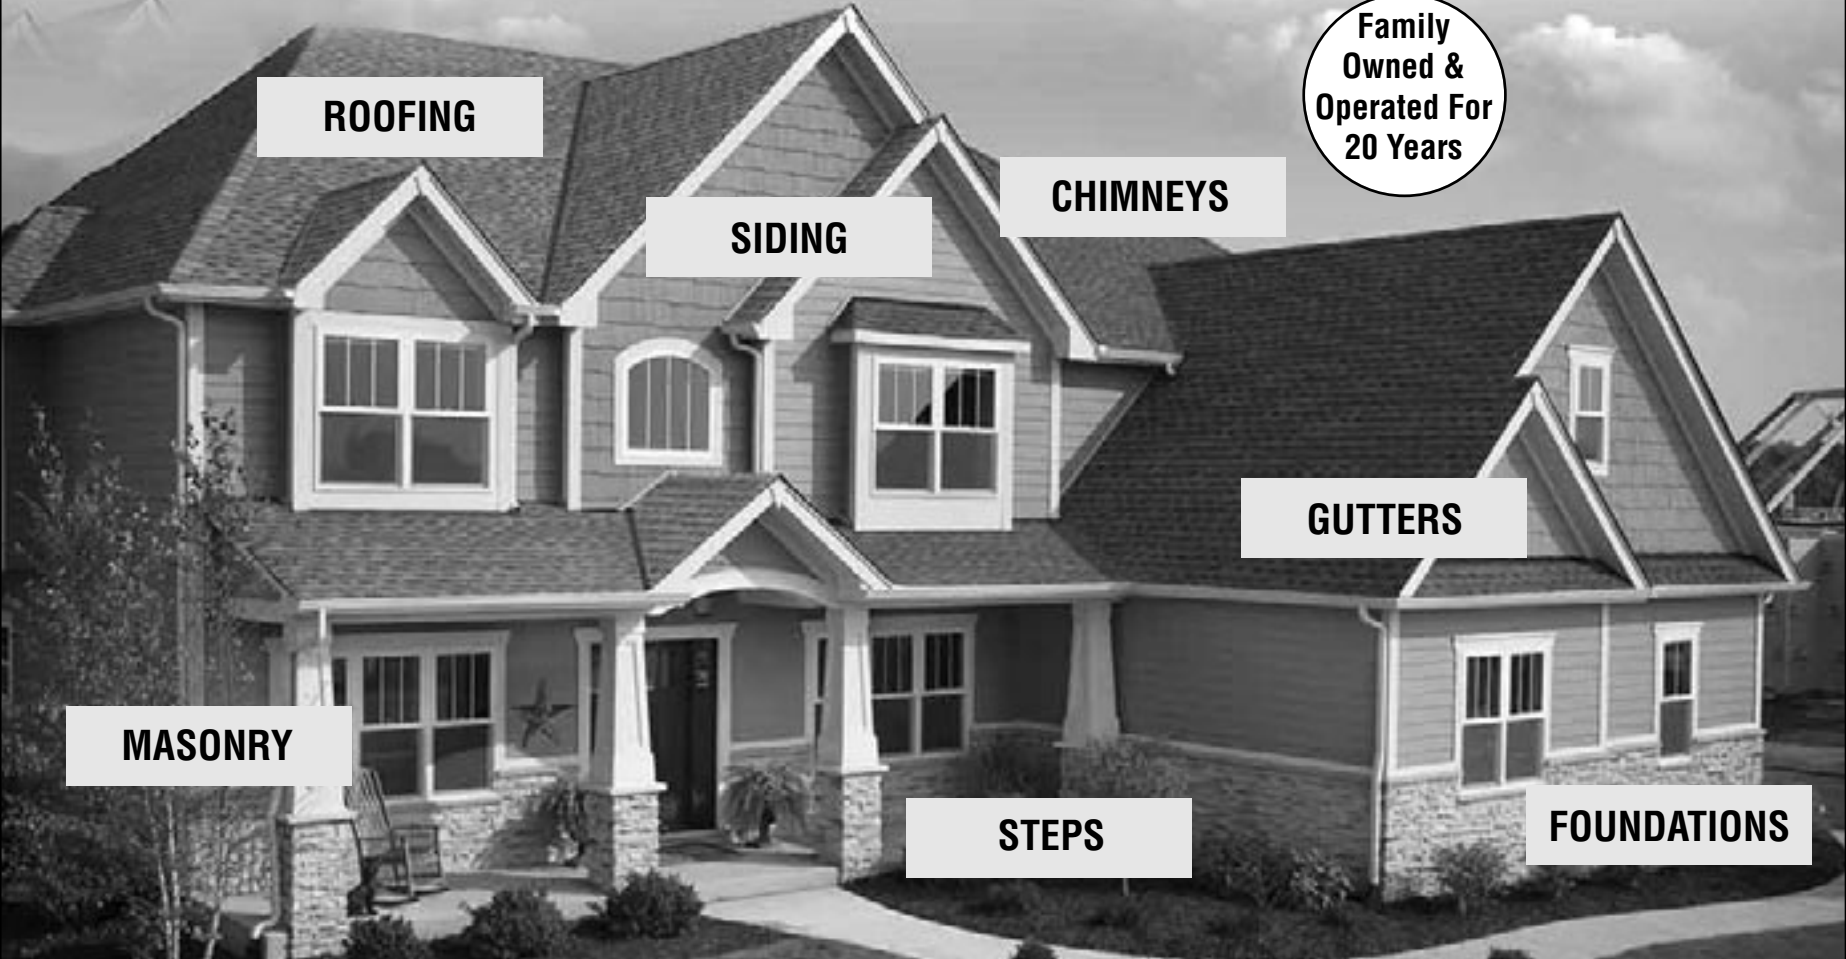 Family
Owned &
Operated For
20 Years
ROOFING
CHIMNEYS
SIDING
GUTTERS
MASONRY
STEPS
FOUNDATIONS